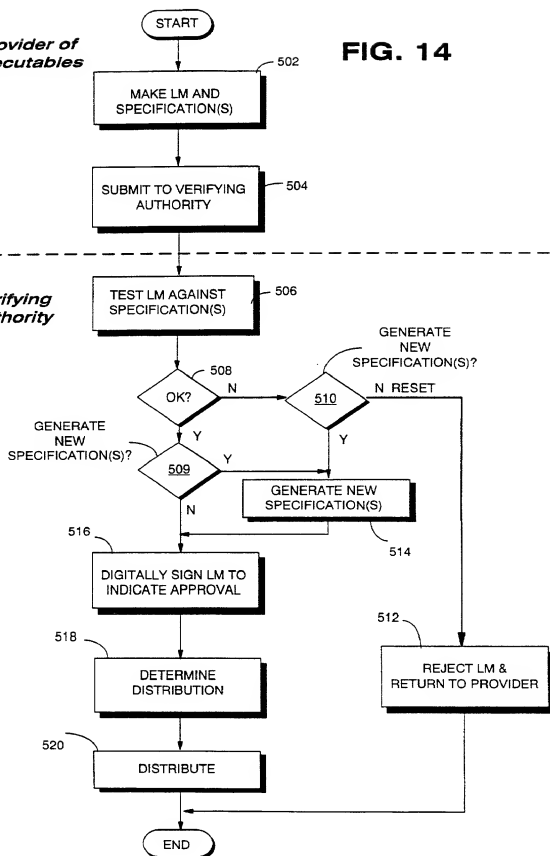 START
ovider of
ecutables
FIG. 14
502
MAKE LM AND
SPECIFICATION(S)
SUBMIT TO VERIFYING
AUTHORITY
504
rifying
thority
TEST LM AGAINST
SPECIFICATION(S)
506
GENERATE
NEW
SPECIFICATION(S)?
508
OK?
N
510
N RESET
Y
Y
GENERATE
NEW
SPECIFICATION(S)?
509
Y
N
GENERATE NEW
SPECIFICATION(S)
514
516
DIGITALLY SIGN LM TO
INDICATE APPROVAL
512
REJECT LM &
RETURN TO PROVIDER
518
DETERMINE
DISTRIBUTION
520
DISTRIBUTE
END